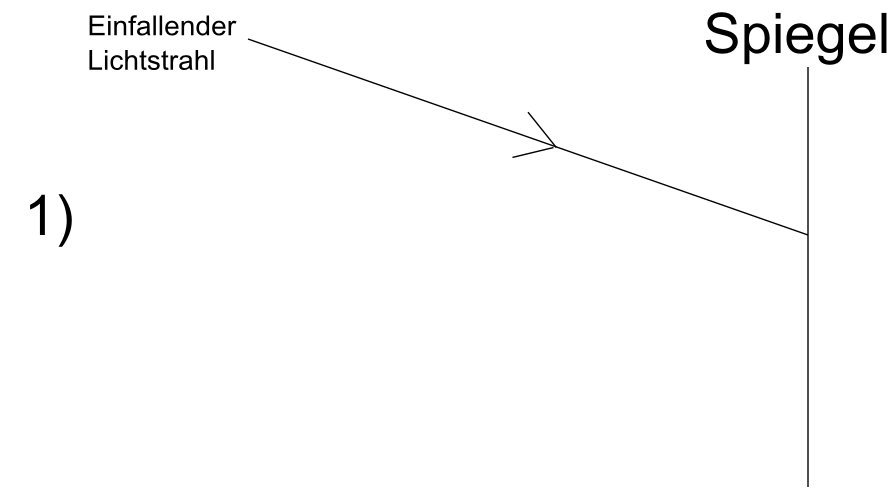 Einfallender
Lichtstrahl
Spiegel
1)